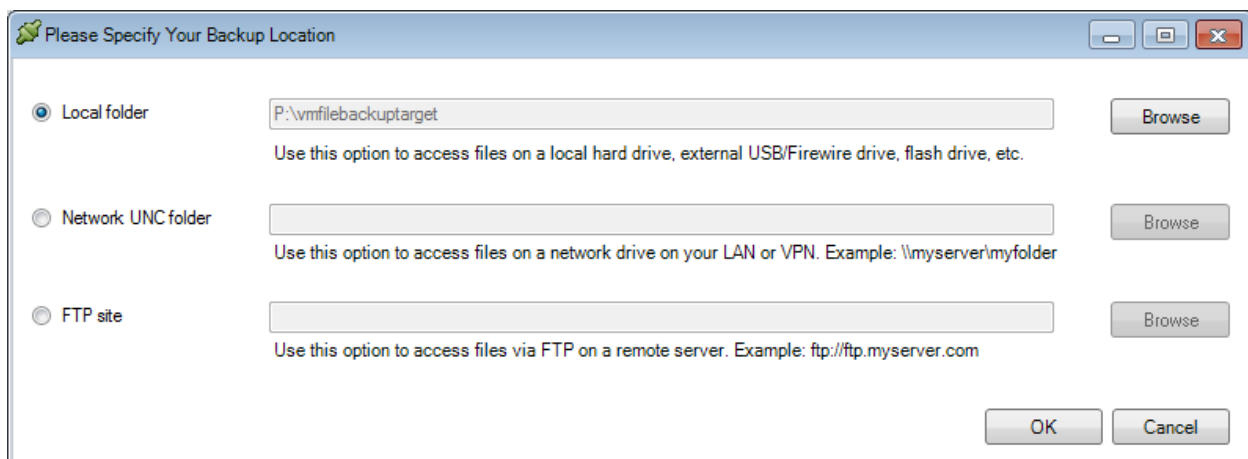 Please Specify Your Backup Location
Local folder P:\vmfilebackuptarget Browse
Use this option to access files on a local hard drive, external USB/Firewire drive, flash drive, etc.
Network UNC folder Browse
Use this option to access files on a network drive on your LAN or VPN. Example: \\myserver\myfolder
FTP site Browse
Use this option to access files via FTP on a remote server. Example: ftp://ftp.myserver.com
OK Cancel